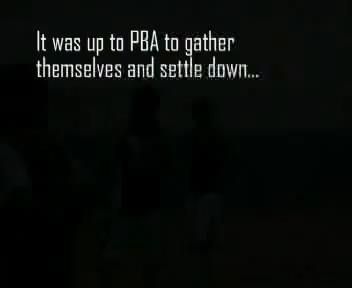 It was up to PBA to gather
themselves and settle down...